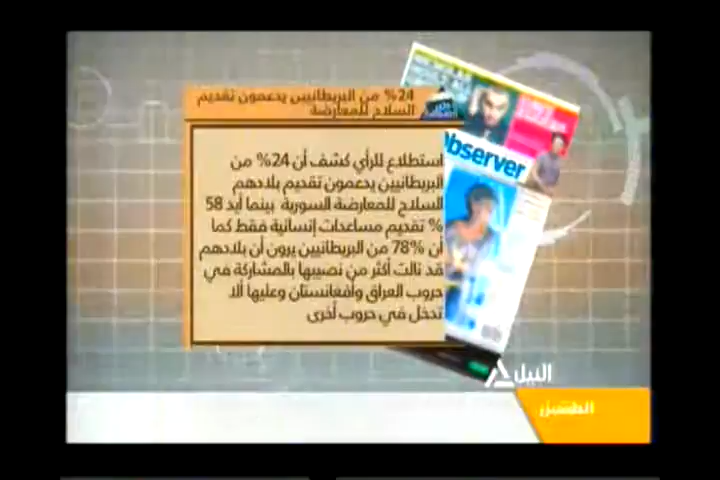 24% من البريطانيين يدعمون تقديم
السلاح للمعارضة
استطلاع للرأي كشف أن 24% من
البريطانيين يدعمون تقديم بلادهم
السلاح للمعارضة السورية بينما أيد 58
% تقديم مساعدات إنسانية فقط كما
أن 78% من البريطانيين يرون أن بلادهم
قد نالت أكثر من نصيبها بالمشاركة في
حروب العراق وأفغانستان وعليها ألا
تدخل في حروب أخرى
Observer
النيل